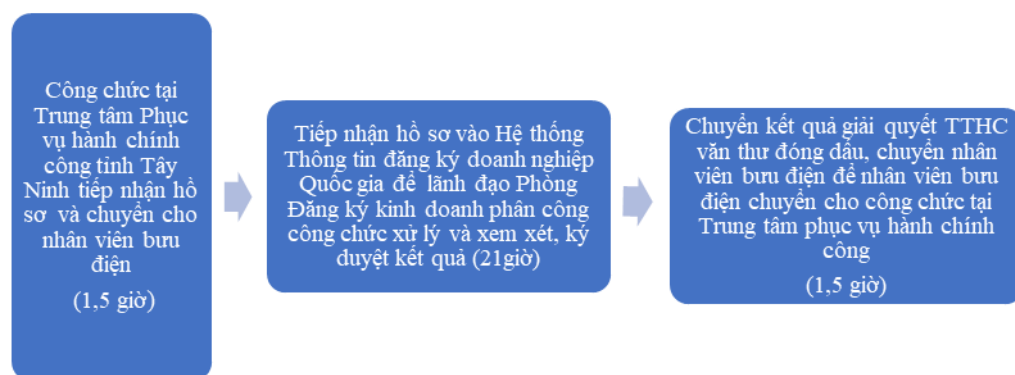 Công chức tại
Trung tâm Phục
vụ hành chính
công tỉnh Tây
Ninh tiếp nhận hồ
sơ và chuyển cho
nhân viên bưu
điện
(1,5 giờ)
Tiếp nhận hồ sơ vào Hệ thống
Thông tin đăng ký doanh nghiệp
Quốc gia để lãnh đạo Phòng
Đăng ký kinh doanh phân công
công chức xử lý và xem xét, ký
duyệt kết quả (21giờ)
Chuyển kết quả giải quyết TTHC
văn thư đóng dấu, chuyển nhân
viên bưu điện để nhân viên bưu
điện chuyển cho công chức tại
Trung tâm phục vụ hành chính
công
(1,5 giờ)